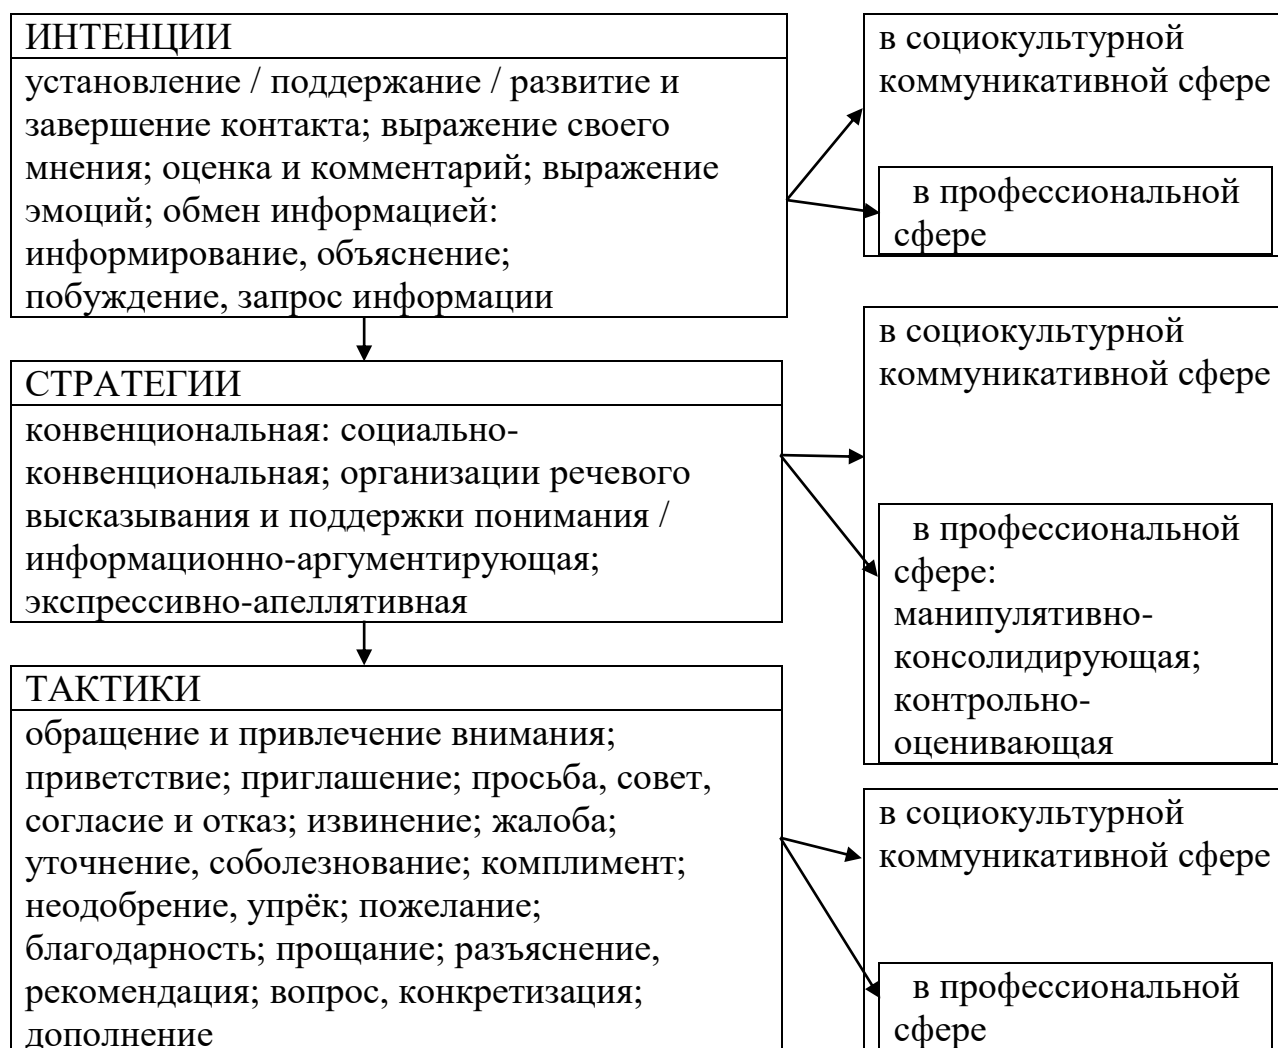 ИНТЕНЦИИ
установление / поддержание / развитие и
завершение контакта; выражение своего
мнения; оценка и комментарий; выражение
эмоций; обмен информацией:
информирование, объяснение;
побуждение, запрос информации
в социокультурной
коммуникативной сфере
в профессиональной
сфере
СТРАТЕГИИ
конвенциональная: социально-
конвенциональная; организации речевого
высказывания и поддержки понимания /
информационно-аргументирующая;
экспрессивно-апеллятивная
в социокультурной
коммуникативной сфере
в профессиональной
сфере:
манипулятивно-
консолидирующая;
контрольно-
оценивающая
ТАКТИКИ
обращение и привлечение внимания;
приветствие; приглашение; просьба, совет,
согласие и отказ; извинение; жалоба;
уточнение, соболезнование; комплимент;
неодобрение, упрёк; пожелание;
благодарность; прощание; разъяснение,
рекомендация; вопрос, конкретизация;
дополнение
в социокультурной
коммуникативной сфере
в профессиональной
сфере